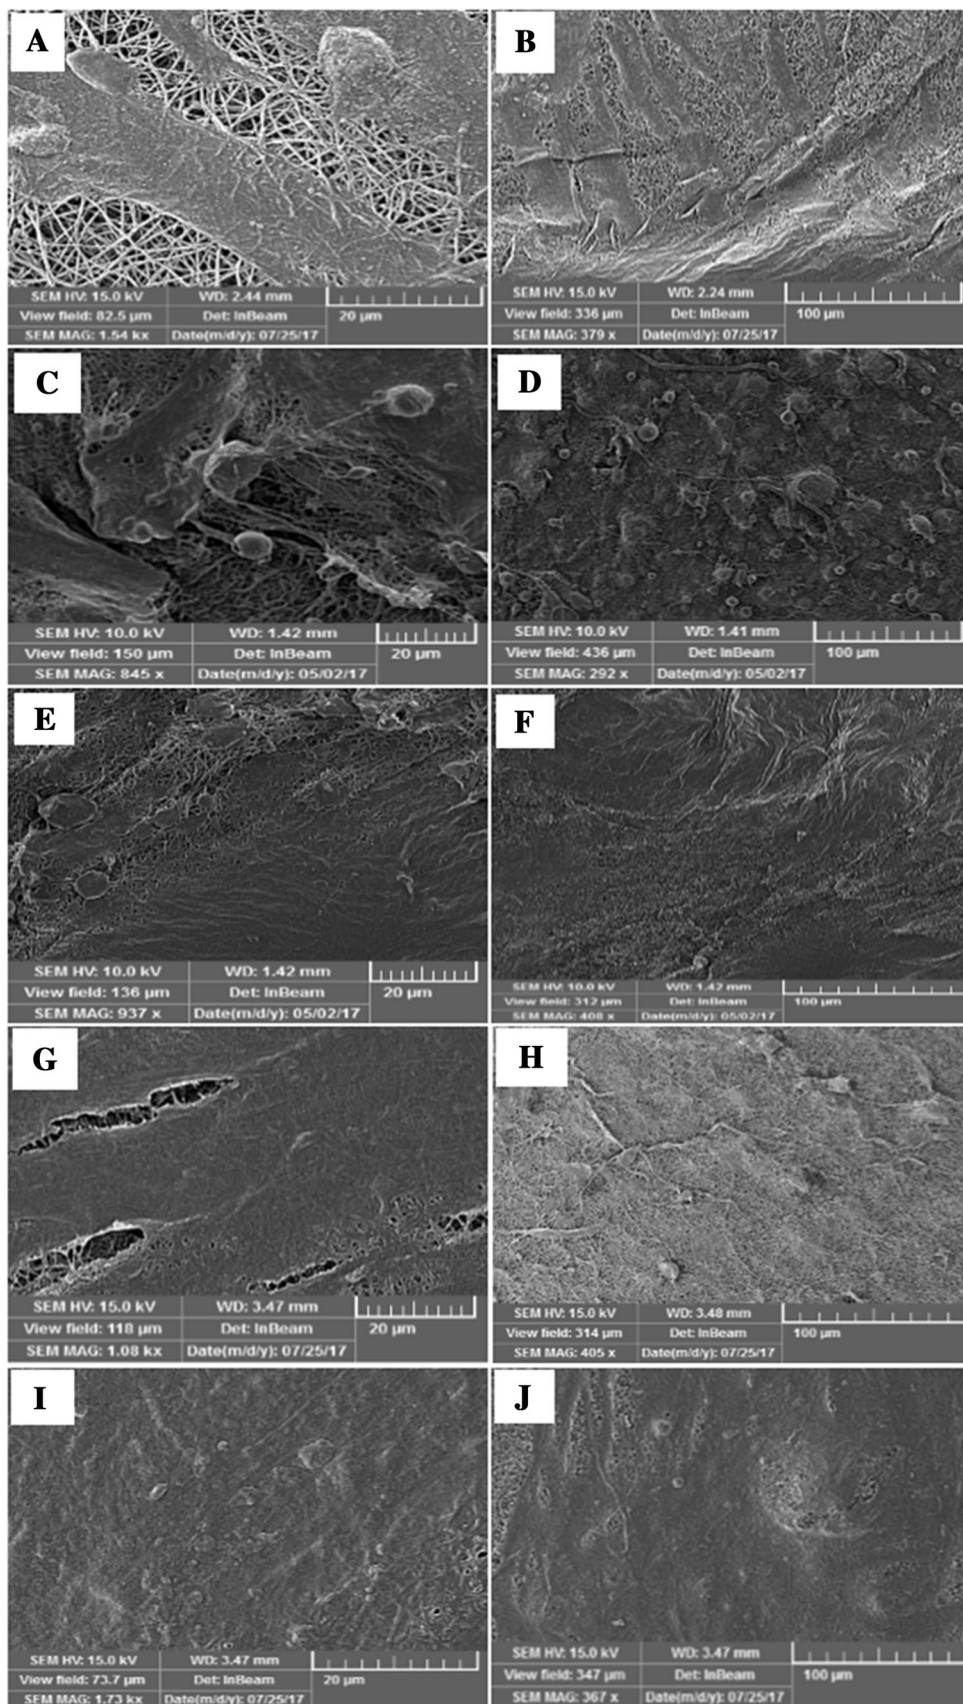 A
SEM HV: 15.0 kV WD: 2.44 mm
View field: 82.5 µm Det: InBeam 20 µm
SEM MAG: 1.54 kx Date(m/d/y): 07/25/17
B
SEM HV: 15.0 kV WD: 2.24 mm
View field: 336 µm Det: InBeam 100 µm
SEM MAG: 379 x Date(m/d/y): 07/25/17
C
SEM HV: 10.0 kV WD: 1.42 mm
View field: 150 µm Det: InBeam 20 µm
SEM MAG: 845 x Date(m/d/y): 05/02/17
D
SEM HV: 10.0 kV WD: 1.41 mm
View field: 436 µm Det: InBeam 100 µm
SEM MAG: 292 x Date(m/d/y): 05/02/17
E
SEM HV: 10.0 kV WD: 1.42 mm
View field: 136 µm Det: InBeam 20 µm
SEM MAG: 937 x Date(m/d/y): 05/02/17
F
SEM HV: 10.0 kV WD: 1.42 mm
View field: 312 µm Det: InBeam 100 µm
SEM MAG: 408 x Date(m/d/y): 05/02/17
G
SEM HV: 15.0 kV WD: 3.47 mm
View field: 118 µm Det: InBeam 20 µm
SEM MAG: 1.08 kx Date(m/d/y): 07/25/17
H
SEM HV: 15.0 kV WD: 3.48 mm
View field: 314 µm Det: InBeam 100 µm
SEM MAG: 405 x Date(m/d/y): 07/25/17
I
SEM HV: 15.0 kV WD: 3.47 mm
View field: 73.7 µm Det: InBeam 20 µm
SEM MAG: 1.73 kx Date(m/d/y): 07/25/17
J
SEM HV: 15.0 kV WD: 3.47 mm
View field: 347 µm Det: InBeam 100 µm
SEM MAG: 367 x Date(m/d/y): 07/25/17